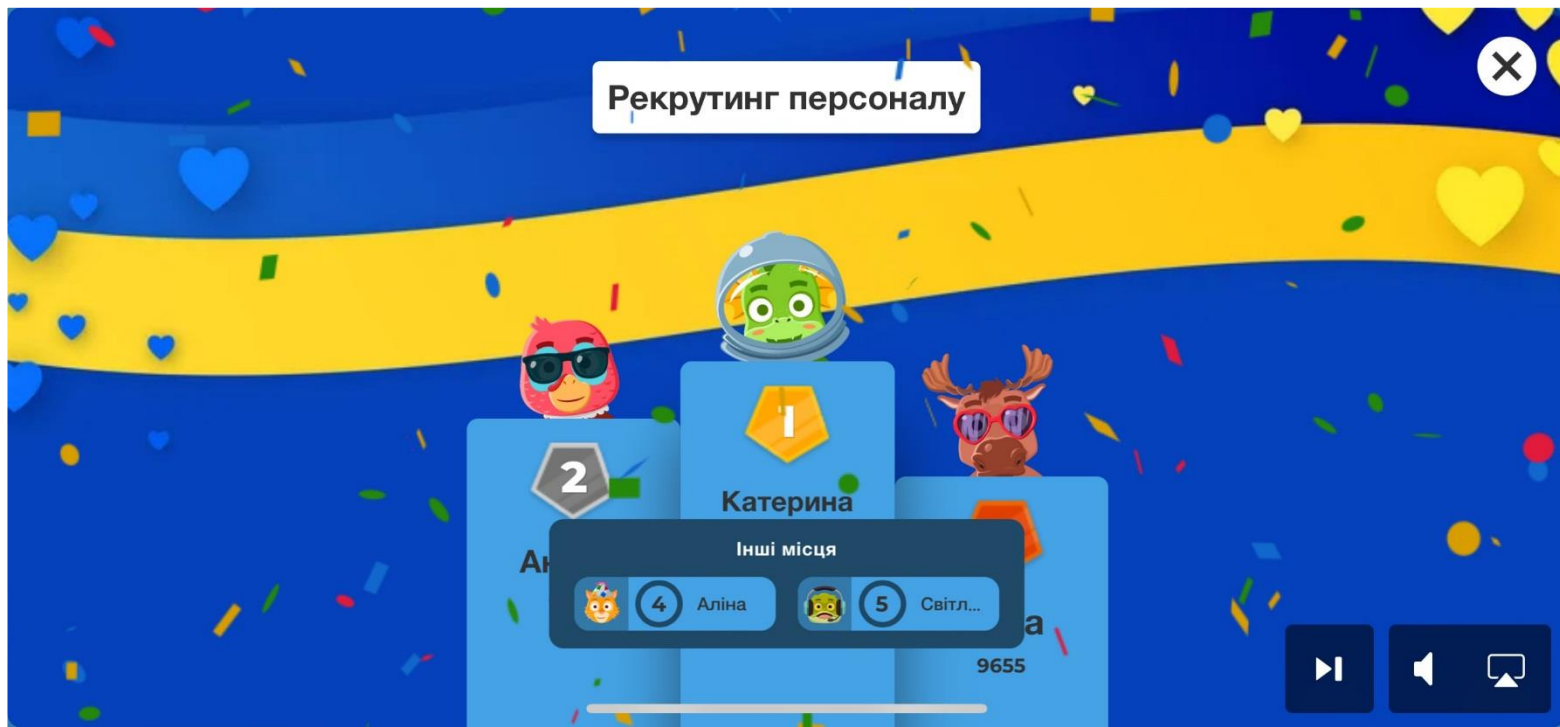 Рекрутинг персоналу
1
2
Катерина
Інші місця
4 Аліна
5 Світл...
9655